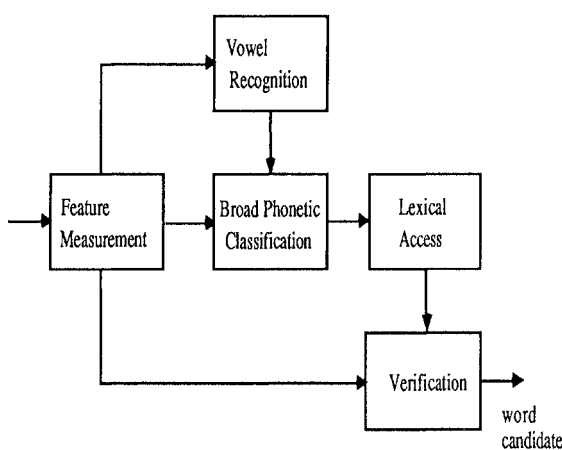 Vowel
Recognition
Feature
Measurement
Broad Phonetic
Classification
Lexical
Access
Verification
word
candidate